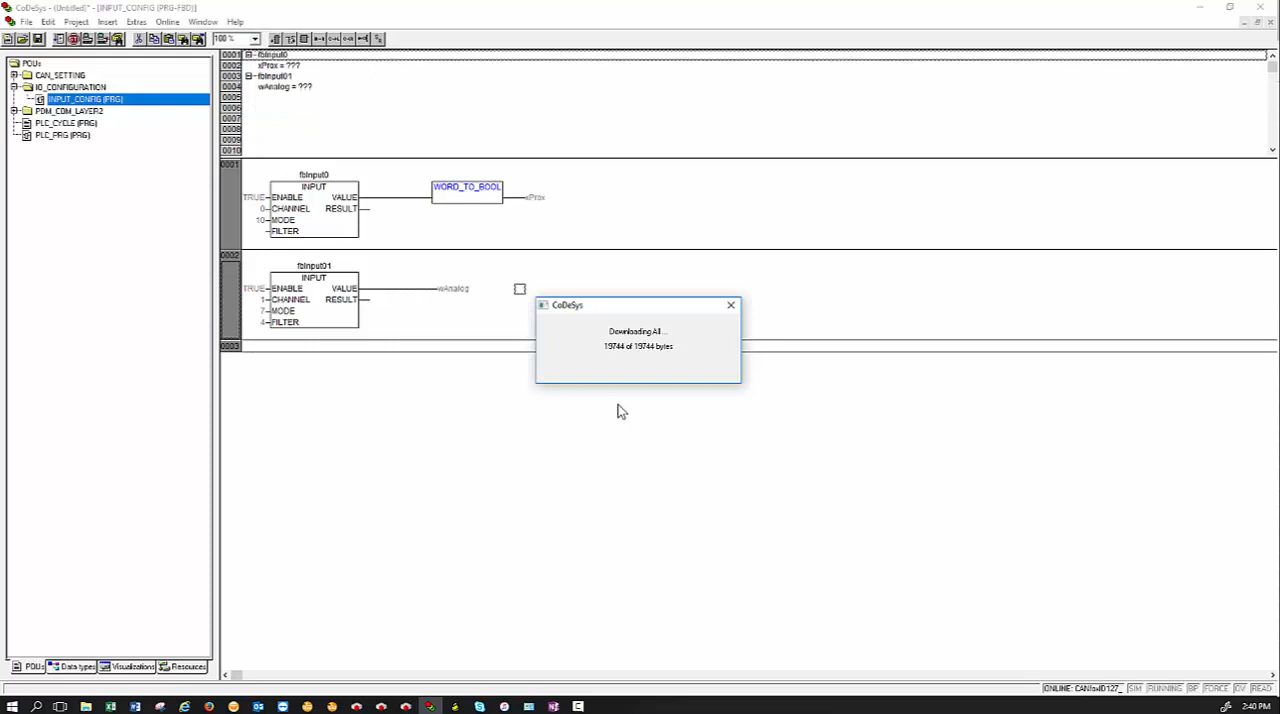 CoDeSys - (Untitled)* - [INPUT_CONFIG (PRG-FBD)]
File Edit Project Insert Extras Online Window Help
100 %
POUs
CAN_SETTING
IO_CONFIGURATION
INPUT_CONFIG (PRG)
PDM_COM_LAYER2
PLC_CYCLE (PRG)
PLC_PRG (PRG)
0001 fbInput0
0002 xProx = ???
0003 fbInput01
0004 wAnalog = ???
0005
0006
0007
0008
0009
0010
0001
fbInput0
INPUT WORD_TO_BOOL
TRUE ENABLE VALUE xProx
0 CHANNEL RESULT
10 MODE
FILTER
0002
fbInput01
INPUT
TRUE ENABLE VALUE wAnalog
1 CHANNEL RESULT
7 MODE
4 FILTER
0003
CoDeSys
Downloading All ...
19744 of 19744 bytes
POUs Data types Visualizations Resources
ONLINE: CANfoxID127_ SIM RUNNING BP FORCE OV READ
2:40 PM